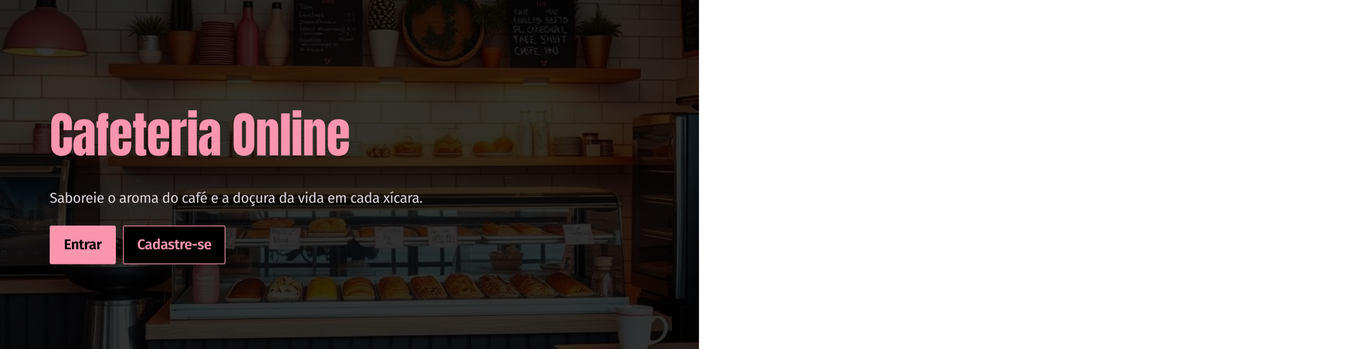 Cafeteria Online
Saboreie o aroma do café e a doçura da vida em cada xícara.
Entrar
Cadastre-se